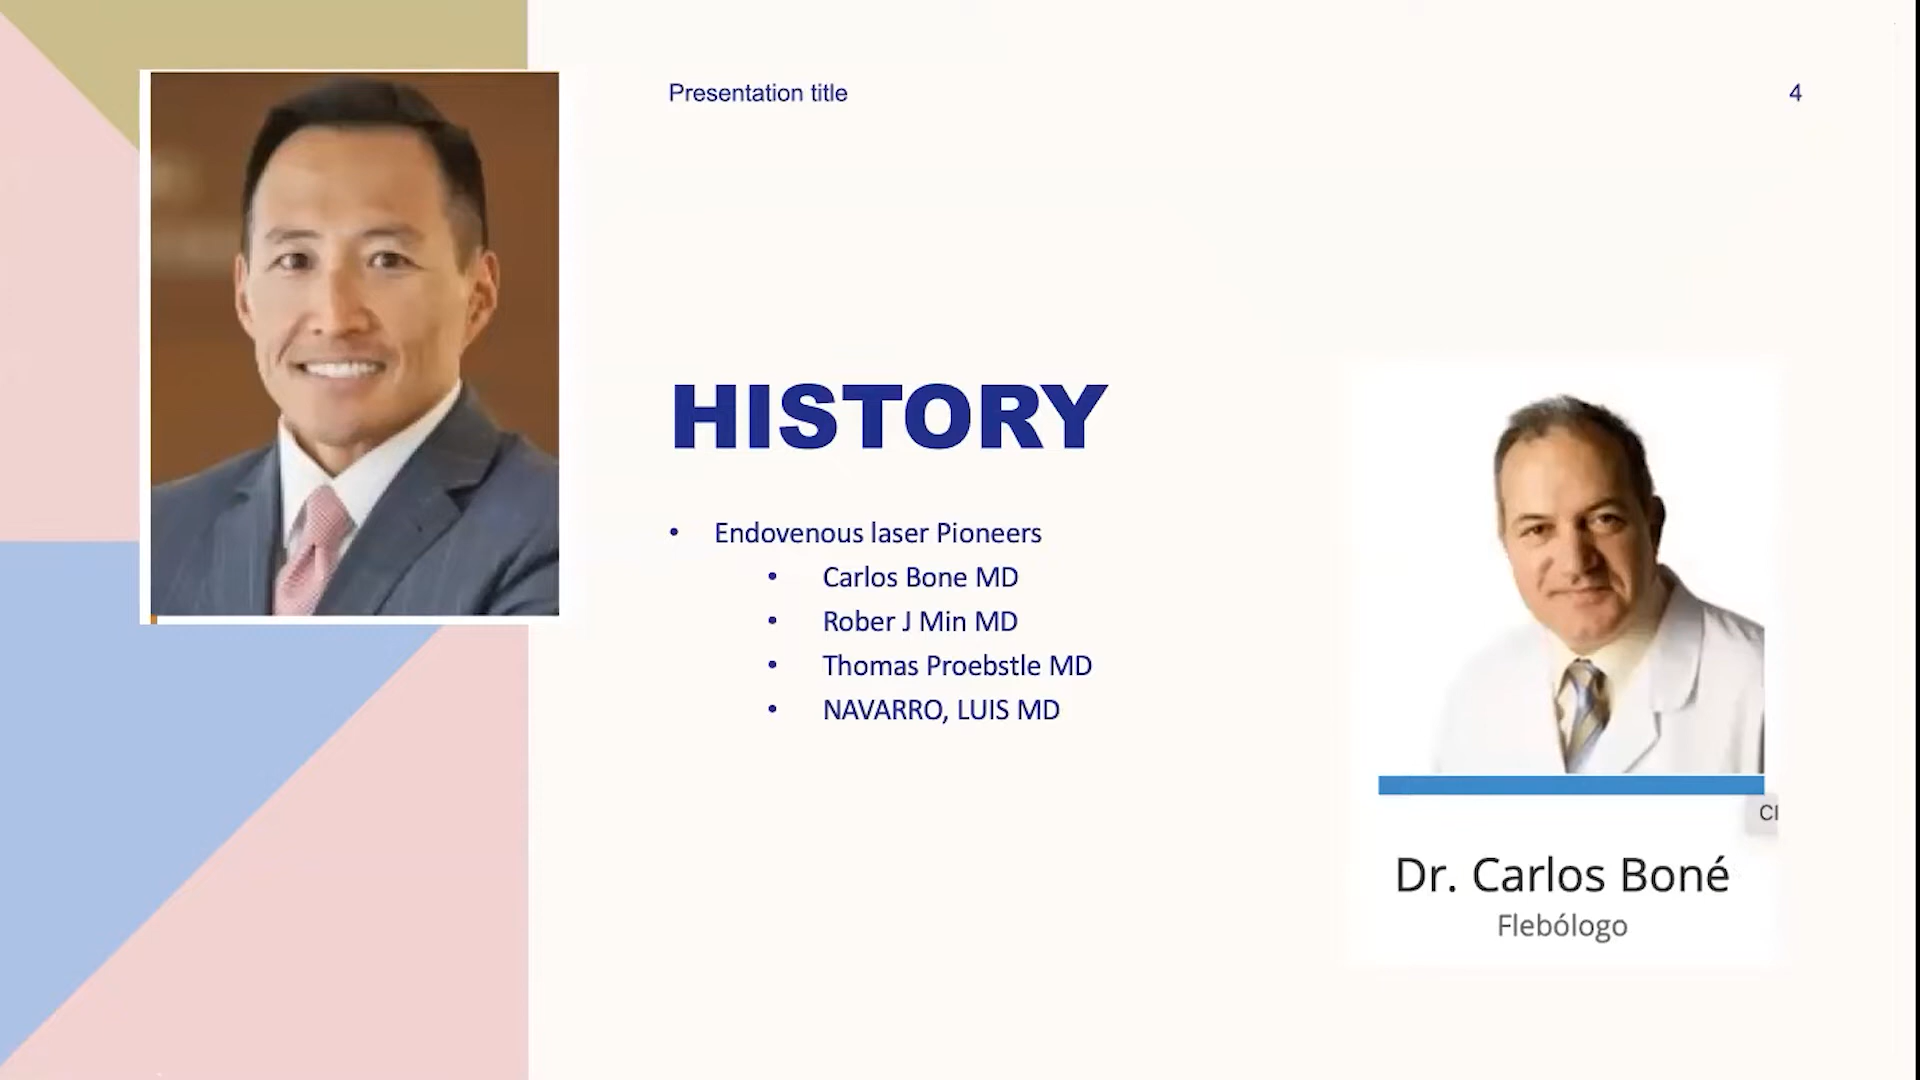 Presentation title
4
HISTORY
• Endovenous laser Pioneers
• Carlos Bone MD
• Rober J Min MD
• Thomas Proebstle MD
• NAVARRO, LUIS MD
Cl
Dr. Carlos Boné
Flebólogo